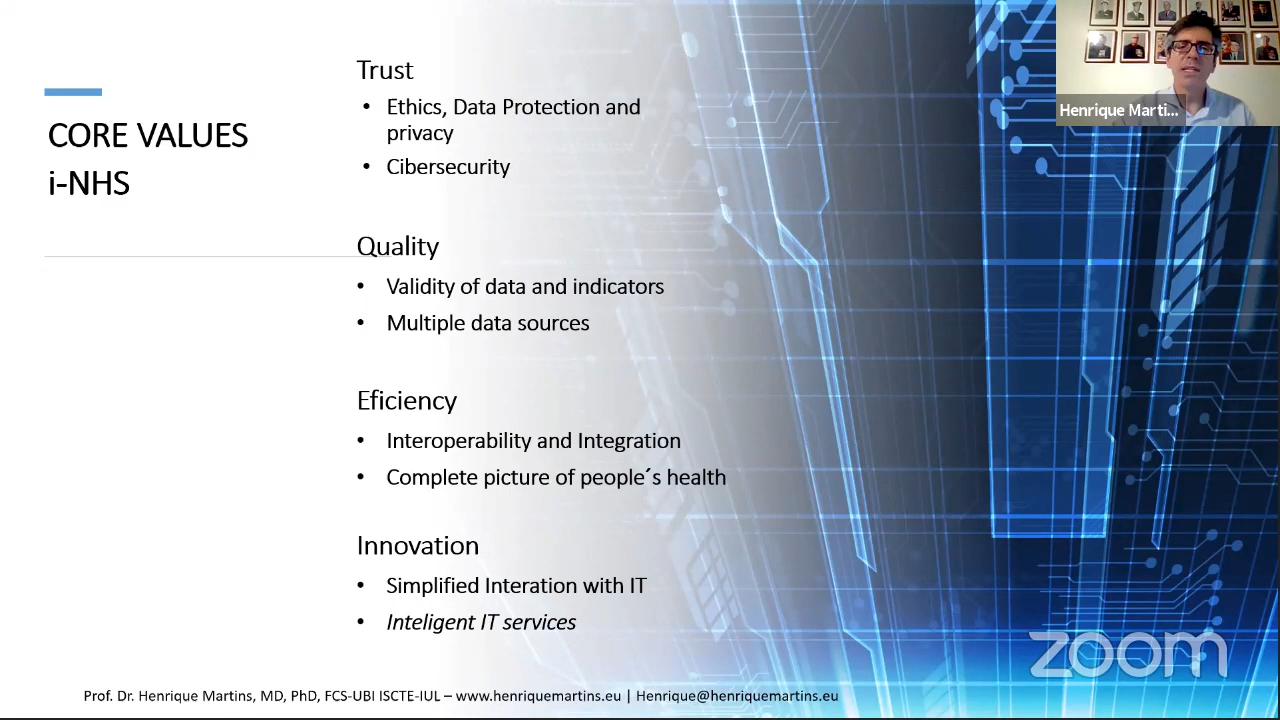 CORE VALUES
i-NHS
Trust
• Ethics, Data Protection and
privacy
• Cibersecurity
Quality
• Validity of data and indicators
• Multiple data sources
Eficiency
• Interoperability and Integration
• Complete picture of people´s health
Innovation
• Simplified Interation with IT
• Inteligent IT services
Prof. Dr. Henrique Martins, MD, PhD, FCS-UBI ISCTE-IUL – www.henriquemartins.eu | Henrique@henriquemartins.eu
Henrique Marti...
zoom